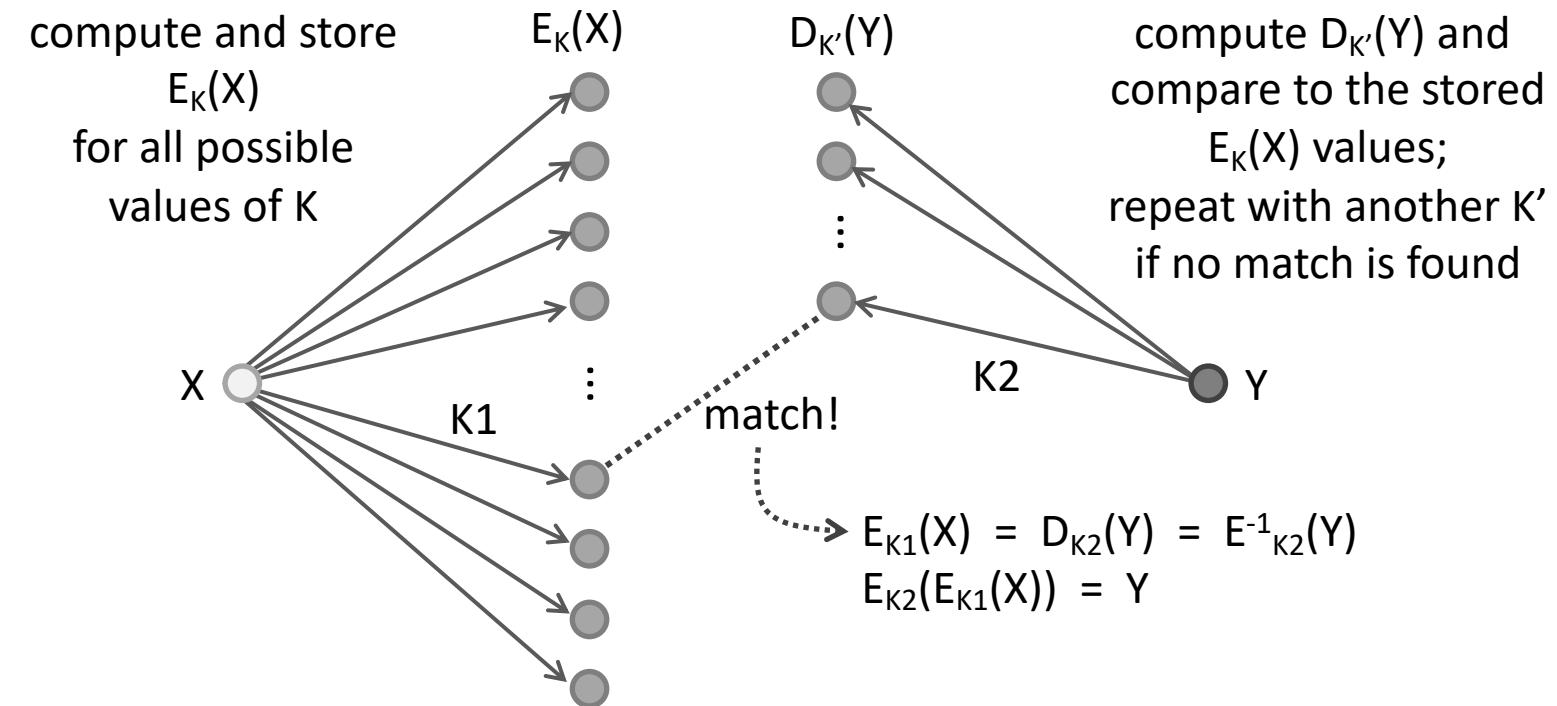 compute and store
E_K(X)
for all possible
values of K
E_K(X)
D_K’(Y)
compute D_K’(Y) and
compare to the stored
E_K(X) values;
repeat with another K’
if no match is found
⋮
⋮
X
K1
K2
Y
match!
E_K1(X) = D_K2(Y) = E^-1_K2(Y)
E_K2(E_K1(X)) = Y